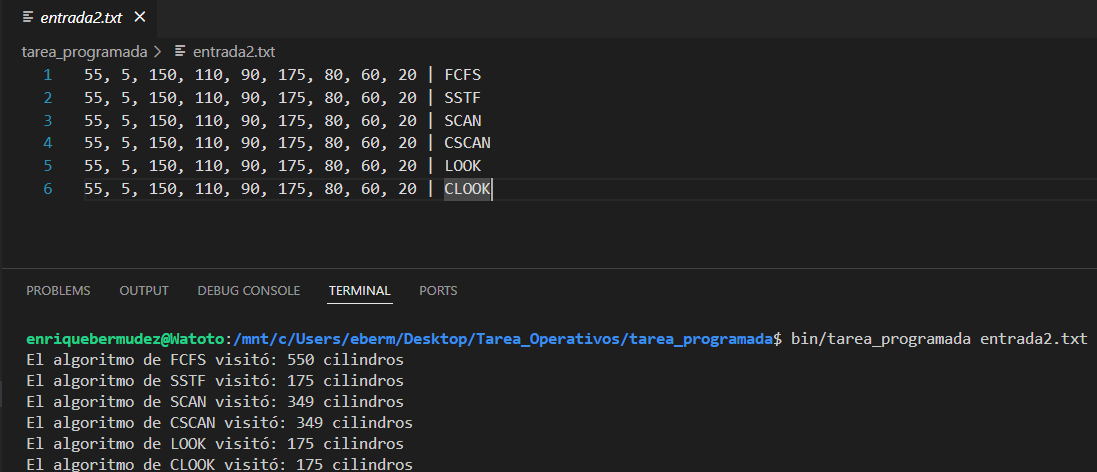 entrada2.txt
tarea_programada > entrada2.txt
1 55, 5, 150, 110, 90, 175, 80, 60, 20 | FCFS
2 55, 5, 150, 110, 90, 175, 80, 60, 20 | SSTF
3 55, 5, 150, 110, 90, 175, 80, 60, 20 | SCAN
4 55, 5, 150, 110, 90, 175, 80, 60, 20 | CSCAN
5 55, 5, 150, 110, 90, 175, 80, 60, 20 | LOOK
6 55, 5, 150, 110, 90, 175, 80, 60, 20 | CLOOK
PROBLEMS OUTPUT DEBUG CONSOLE TERMINAL PORTS
enriquebermudez@Watoto:/mnt/c/Users/eberm/Desktop/Tarea_Operativos/tarea_programada$ bin/tarea_programada entrada2.txt
El algoritmo de FCFS visitó: 550 cilindros
El algoritmo de SSTF visitó: 175 cilindros
El algoritmo de SCAN visitó: 349 cilindros
El algoritmo de CSCAN visitó: 349 cilindros
El algoritmo de LOOK visitó: 175 cilindros
El algoritmo de CLOOK visitó: 175 cilindros